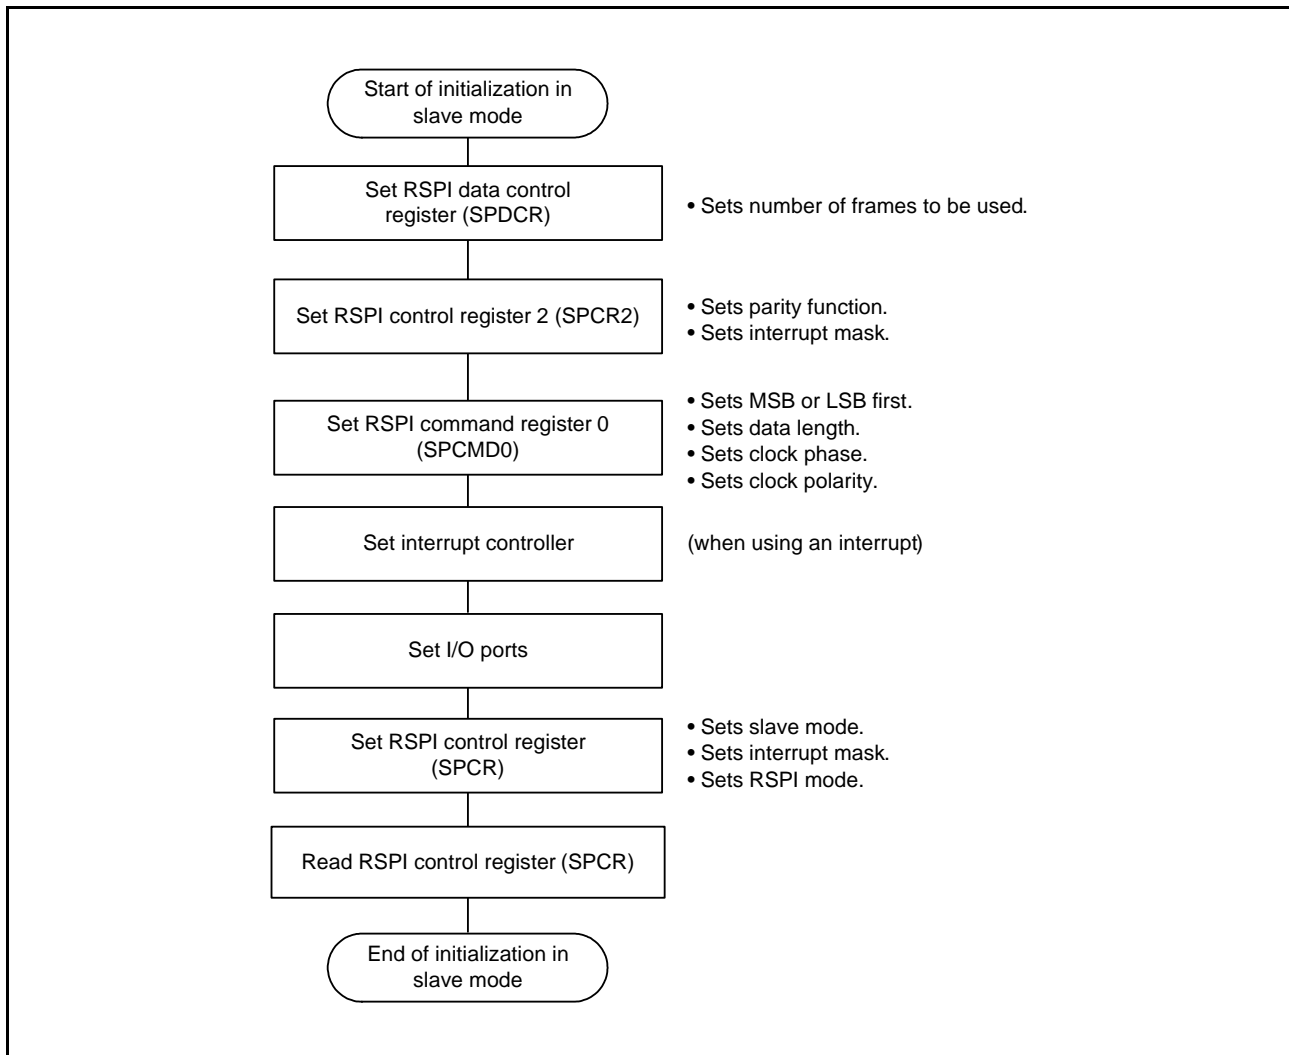 Start of initialization in
slave mode
Set RSPI data control
register (SPDCR)
• Sets number of frames to be used.
Set RSPI control register 2 (SPCR2)
• Sets parity function.
• Sets interrupt mask.
Set RSPI command register 0
(SPCMD0)
• Sets MSB or LSB first.
• Sets data length.
• Sets clock phase.
• Sets clock polarity.
Set interrupt controller
(when using an interrupt)
Set I/O ports
Set RSPI control register
(SPCR)
• Sets slave mode.
• Sets interrupt mask.
• Sets RSPI mode.
Read RSPI control register (SPCR)
End of initialization in
slave mode